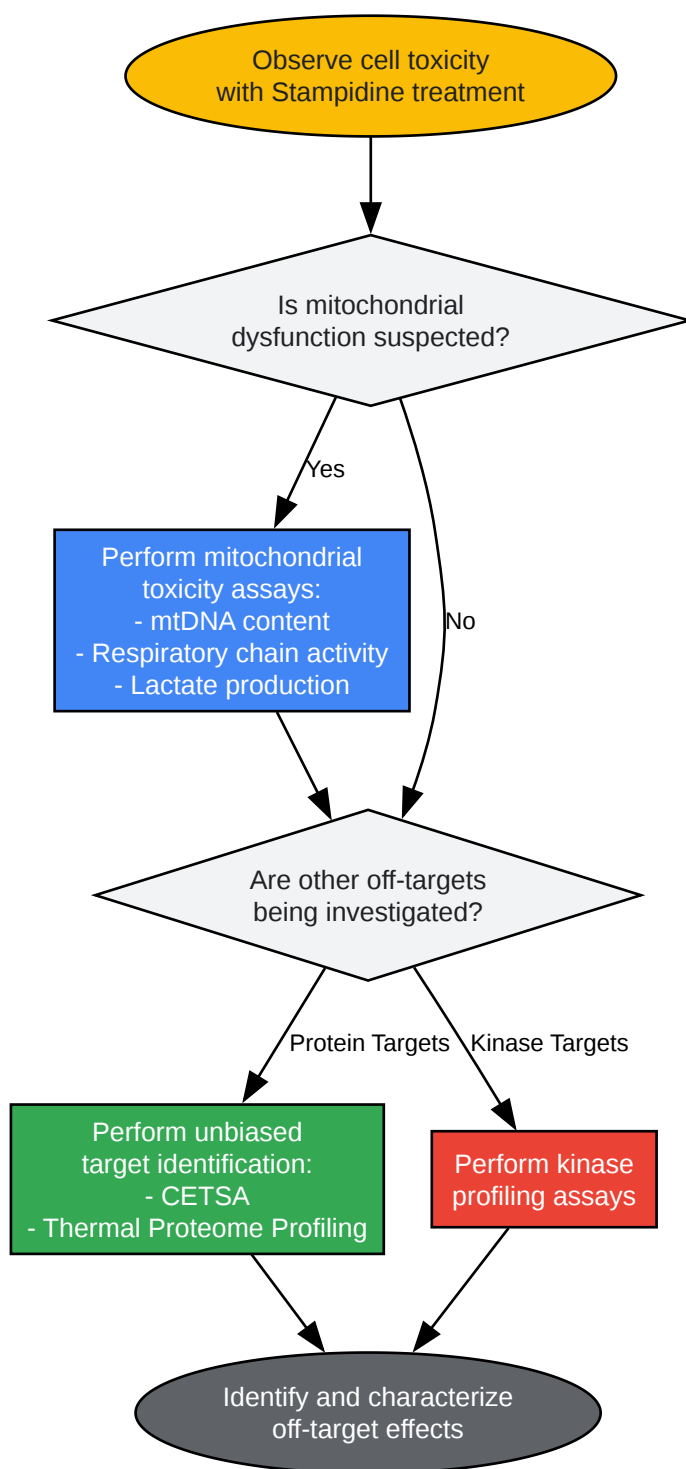 Observe cell toxicity
with Stampidine treatment
Is mitochondrial
dysfunction suspected?
Yes
Perform mitochondrial
toxicity assays:
- mtDNA content
- Respiratory chain activity
- Lactate production
No
Are other off-targets
being investigated?
Protein Targets
Kinase Targets
Perform unbiased
target identification:
- CETSA
- Thermal Proteome Profiling
Perform kinase
profiling assays
Identify and characterize
off-target effects